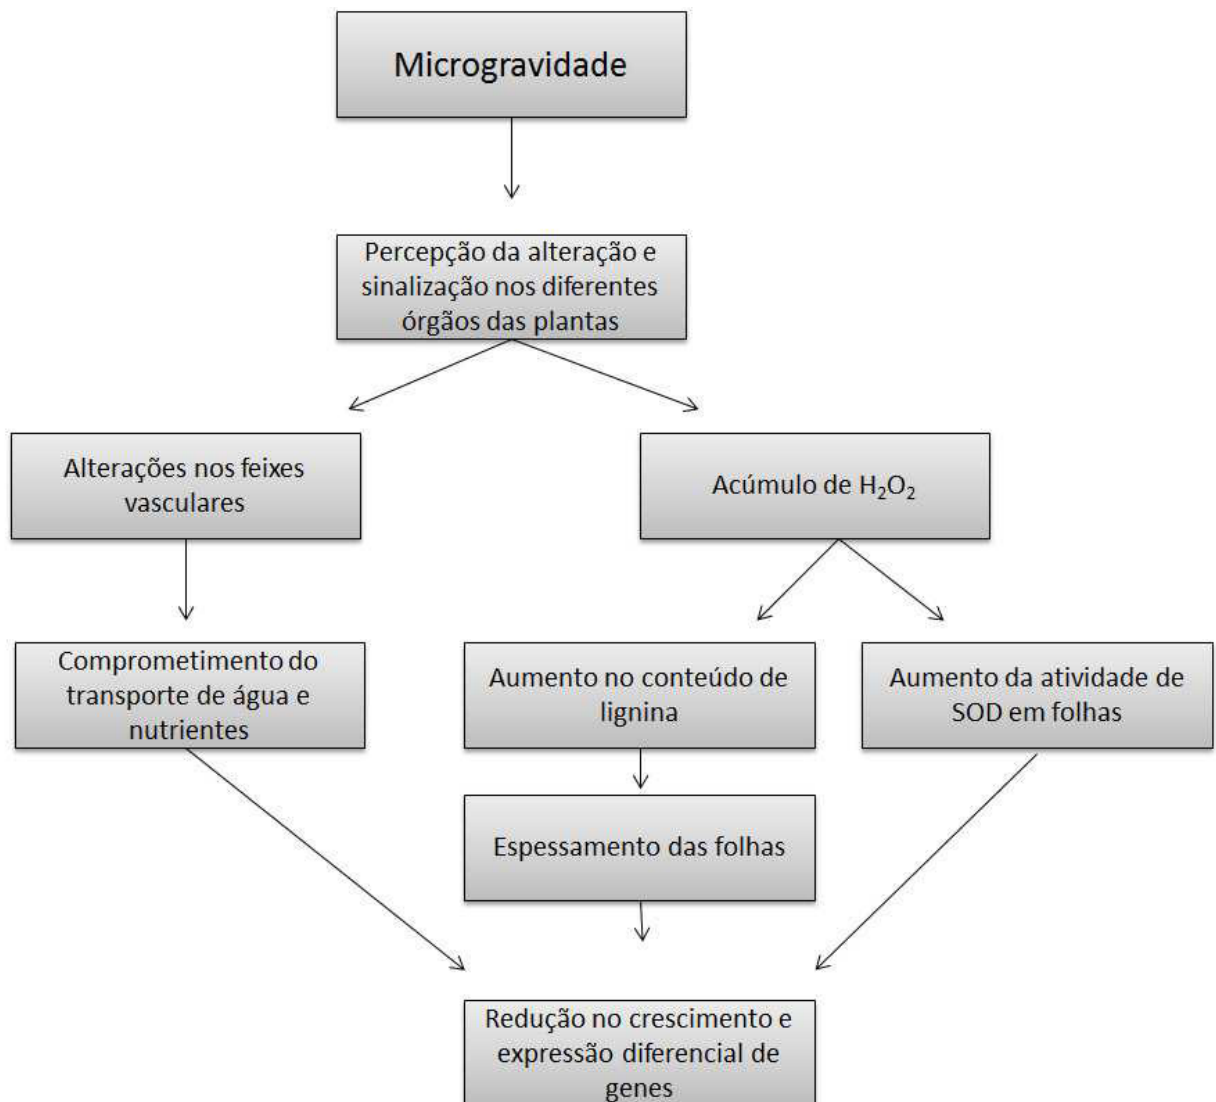 Microgravidade
Percepção da alteração e
sinalização nos diferentes
órgãos das plantas
Alterações nos feixes
vasculares
Acúmulo de H₂O₂
Comprometimento do
transporte de água e
nutrientes
Aumento no conteúdo de
lignina
Aumento da atividade de
SOD em folhas
Espessamento das folhas
Redução no crescimento e
expressão diferencial de
genes